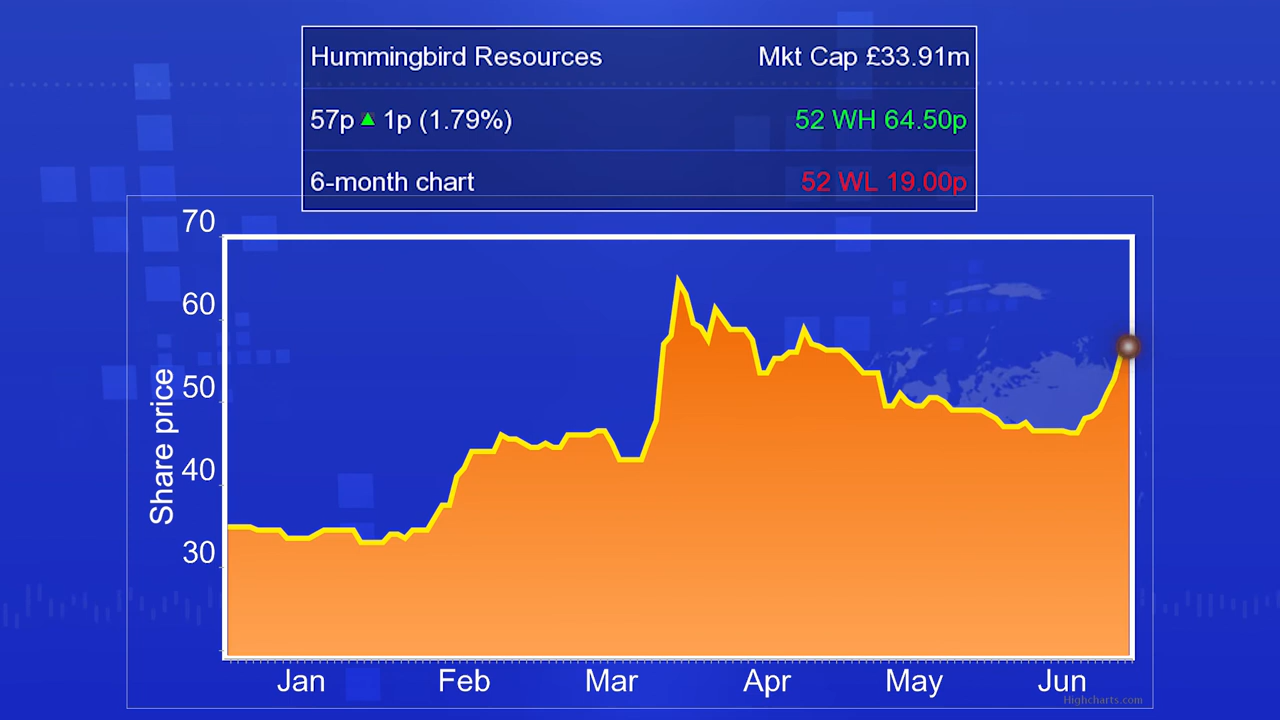 Hummingbird Resources Mkt Cap £33.91m
57p ▲ 1p (1.79%) 52 WH 64.50p
6-month chart 52 WL 19.00p
70
60
50
40
30
Share price
Jan Feb Mar Apr May Jun
Highcharts.com